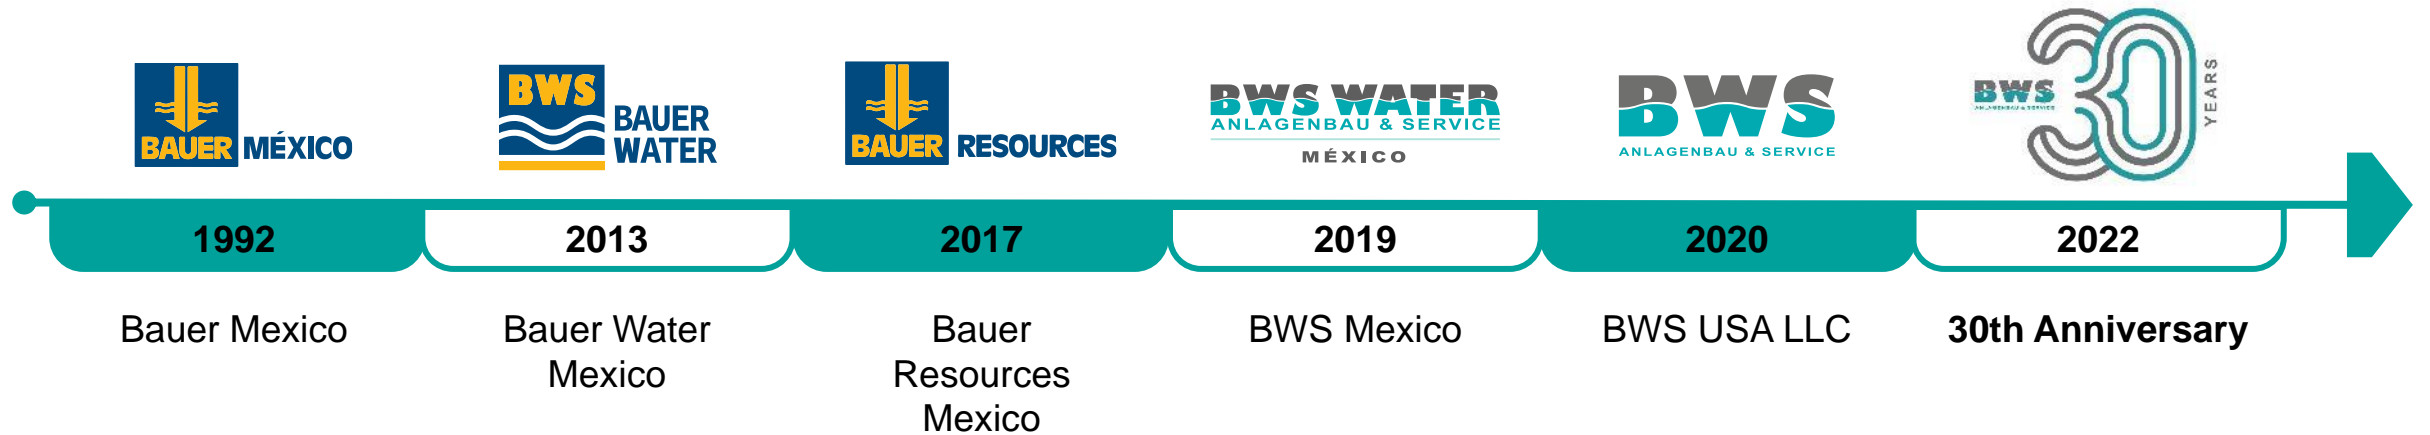 BAUER MÉXICO
BWS
BAUER
WATER
BAUER RESOURCES
BWS WATER
ANLAGENBAU & SERVICE
MÉXICO
BWS
ANLAGENBAU & SERVICE
BWS
ANLAGENBAU & SERVICE
30
YEARS
1992
2013
2017
2019
2020
2022
Bauer Mexico
Bauer Water
Mexico
Bauer
Resources
Mexico
BWS Mexico
BWS USA LLC
30th Anniversary